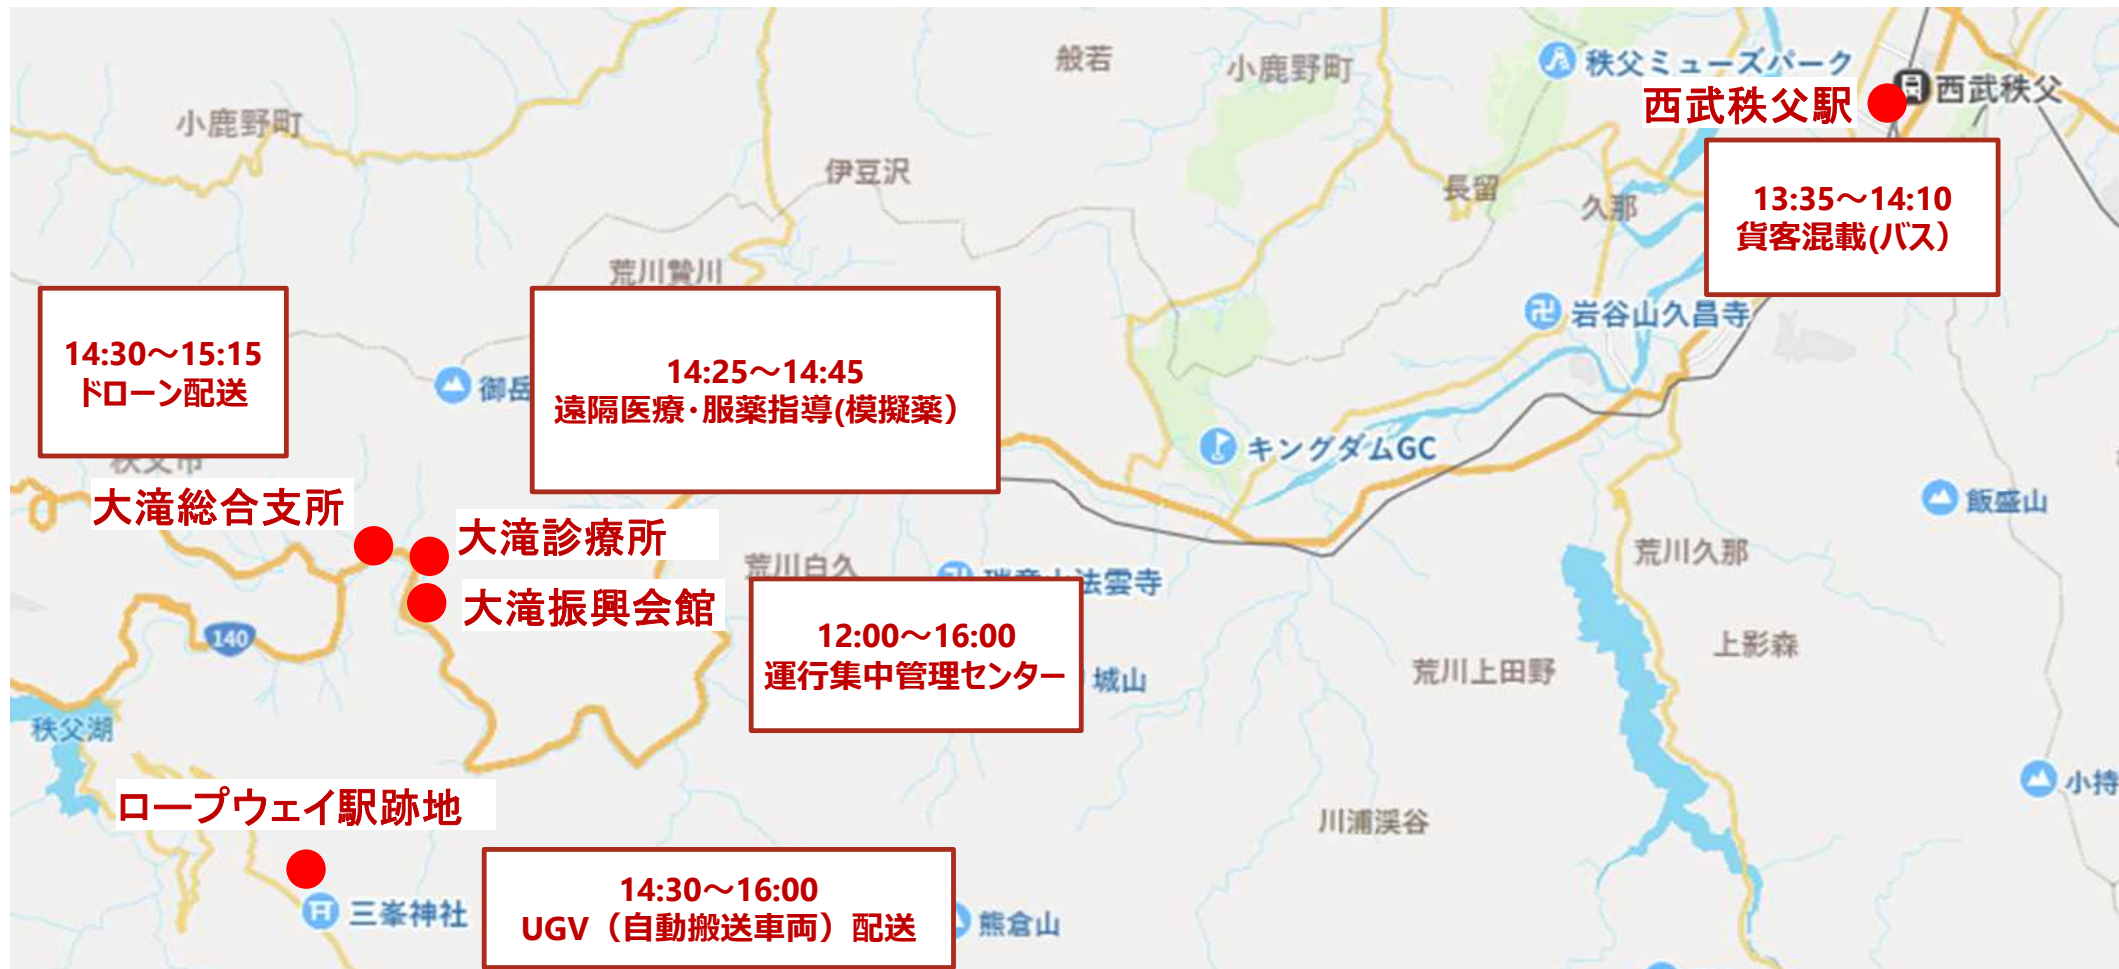 般若
小鹿野町
秩父ミューズパーク
西武秩父駅
西武秩父
小鹿野町
伊豆沢
長留
久那
13:35～14:10
貨客混載(バス）
荒川贄川
14:30～15:15
ドローン配送
御岳
14:25～14:45
遠隔医療・服薬指導(模擬薬）
岩谷山久昌寺
キングダムGC
秩父市
大滝総合支所
大滝診療所
飯盛山
荒川白久
法雲寺
荒川久那
大滝振興会館
140
12:00～16:00
運行集中管理センター
城山
荒川上田野
上影森
秩父湖
ロープウェイ駅跡地
川浦渓谷
小持
三峯神社
14:30～16:00
UGV（自動搬送車両）配送
熊倉山